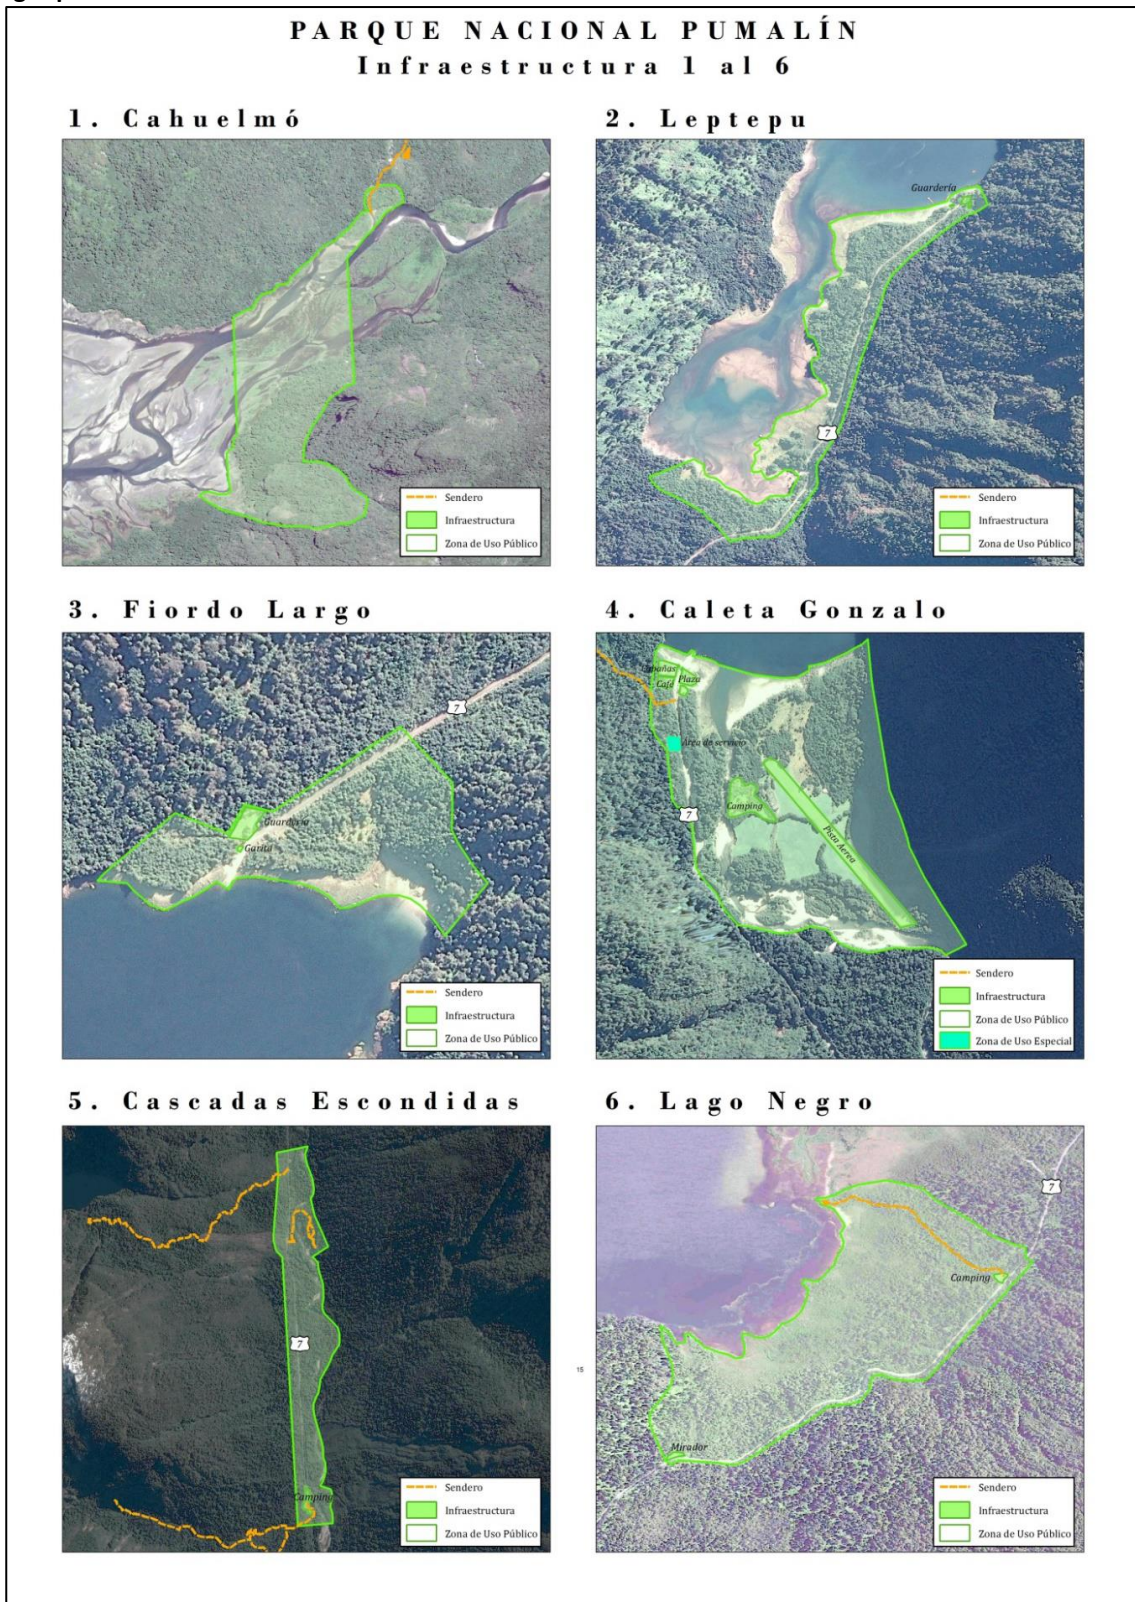 PARQUE NACIONAL PUMALÍN
Infraestructura 1 al 6
1. Cahuelmó
Sendero
Infraestructura
Zona de Uso Público
2. Leptepu
Guardería
7
Sendero
Infraestructura
Zona de Uso Público
3. Fiordo Largo
7
Guardería
Garita
Sendero
Infraestructura
Zona de Uso Público
4. Caleta Gonzalo
Café
Plaza
Área de servicio
Camping
7
Pista Aerea
Sendero
Infraestructura
Zona de Uso Público
Zona de Uso Especial
5. Cascadas Escondidas
7
Camping
Sendero
Infraestructura
Zona de Uso Público
6. Lago Negro
7
Camping
Mirador
Sendero
Infraestructura
Zona de Uso Público
15